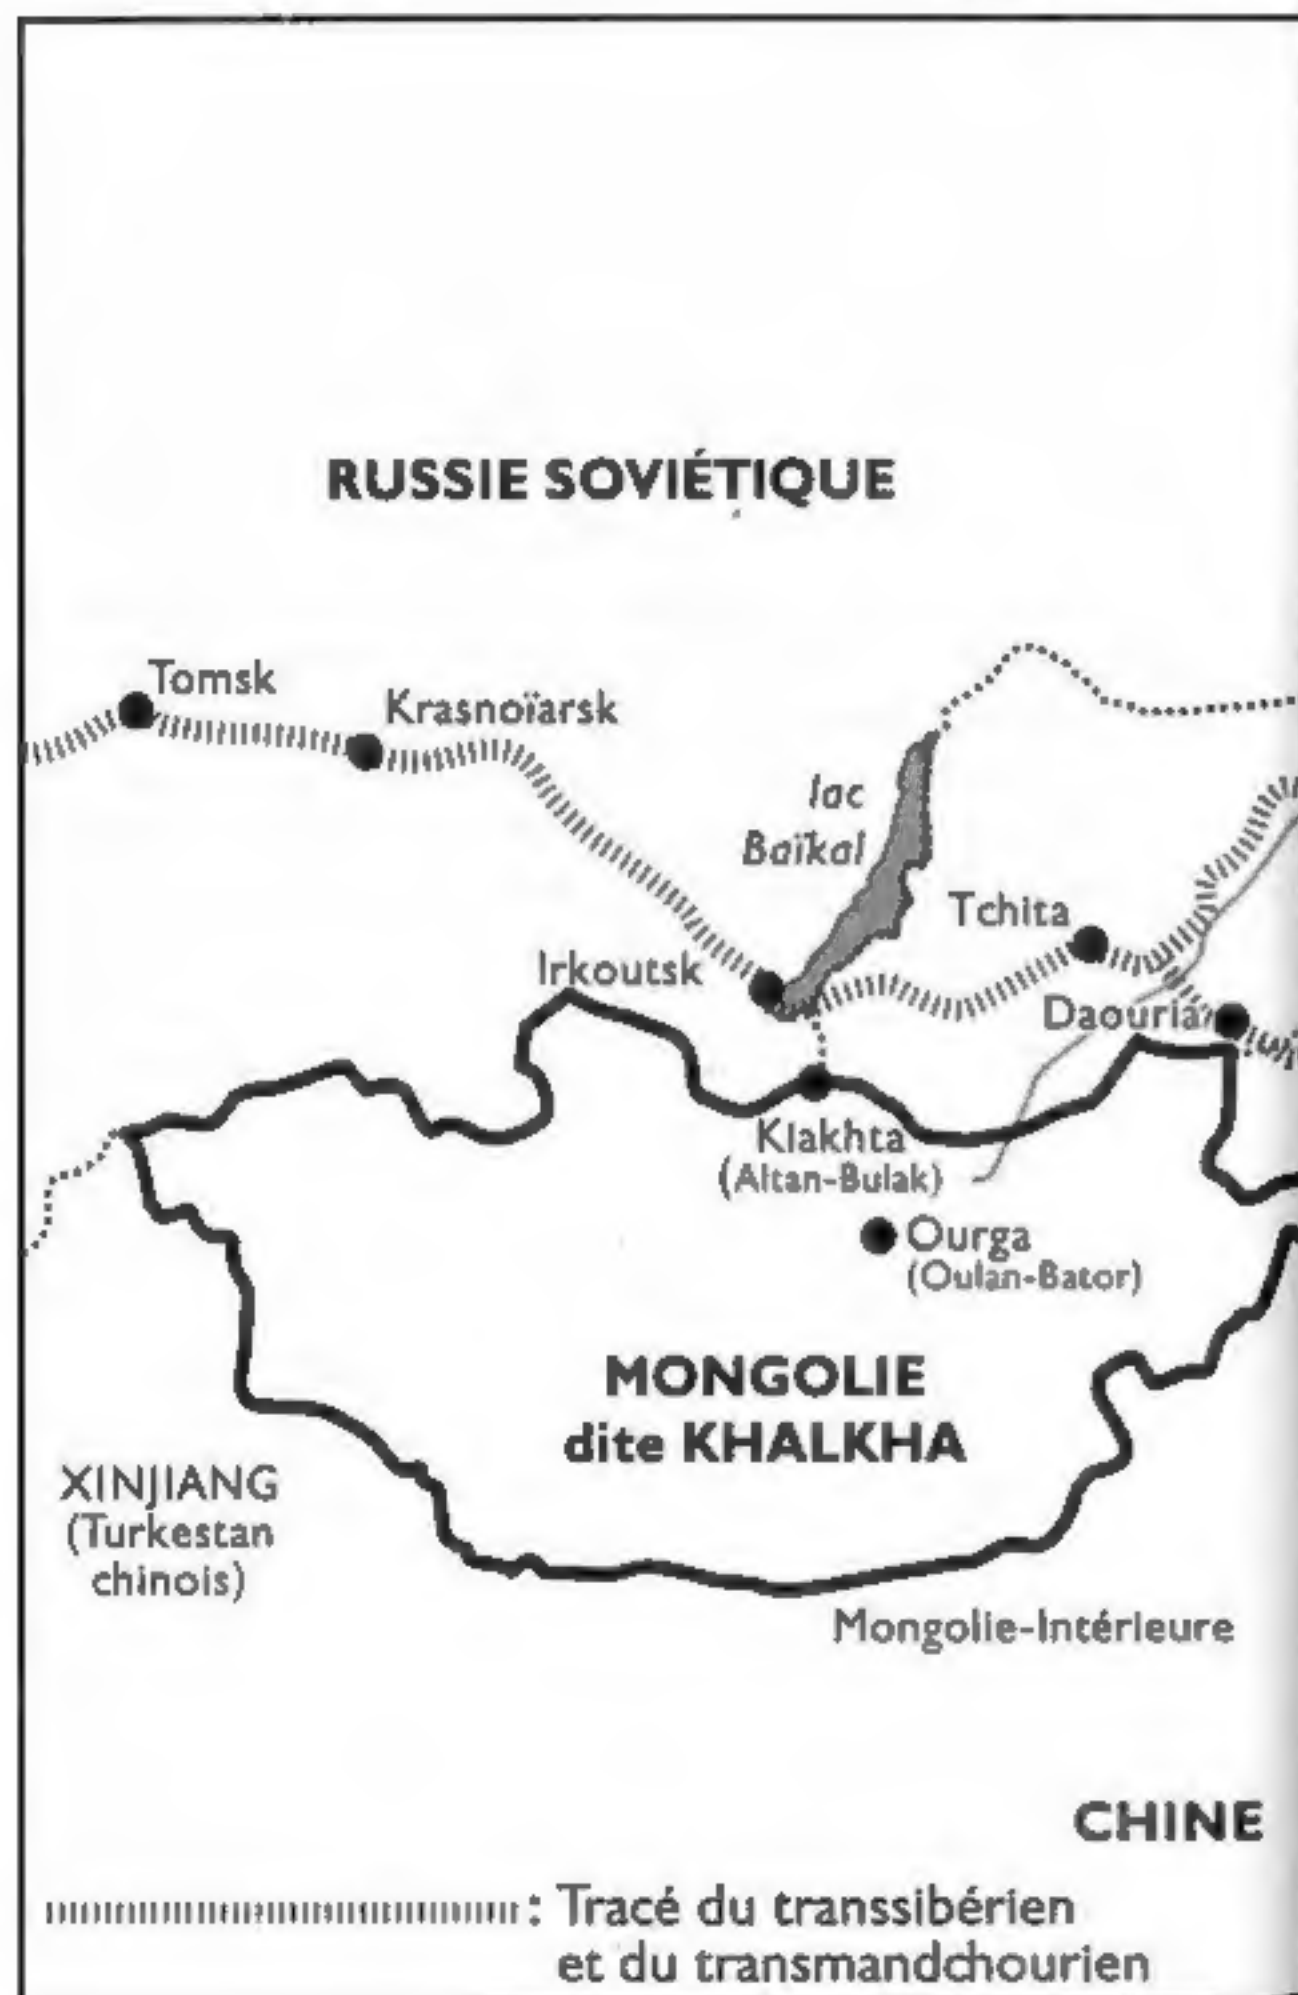 RUSSIE SOVIÉTIQUE
Tomsk
Krasnoïarsk
lac
Baïkal
Tchita
Irkoutsk
Daouria
Kiakhta
(Altan-Bulak)
Ourga
(Oulan-Bator)
MONGOLIE
dite KHALKHA
XINJIANG
(Turkestan
chinois)
Mongolie-Intérieure
CHINE
: Tracé du transsibérien
et du transmandchourien